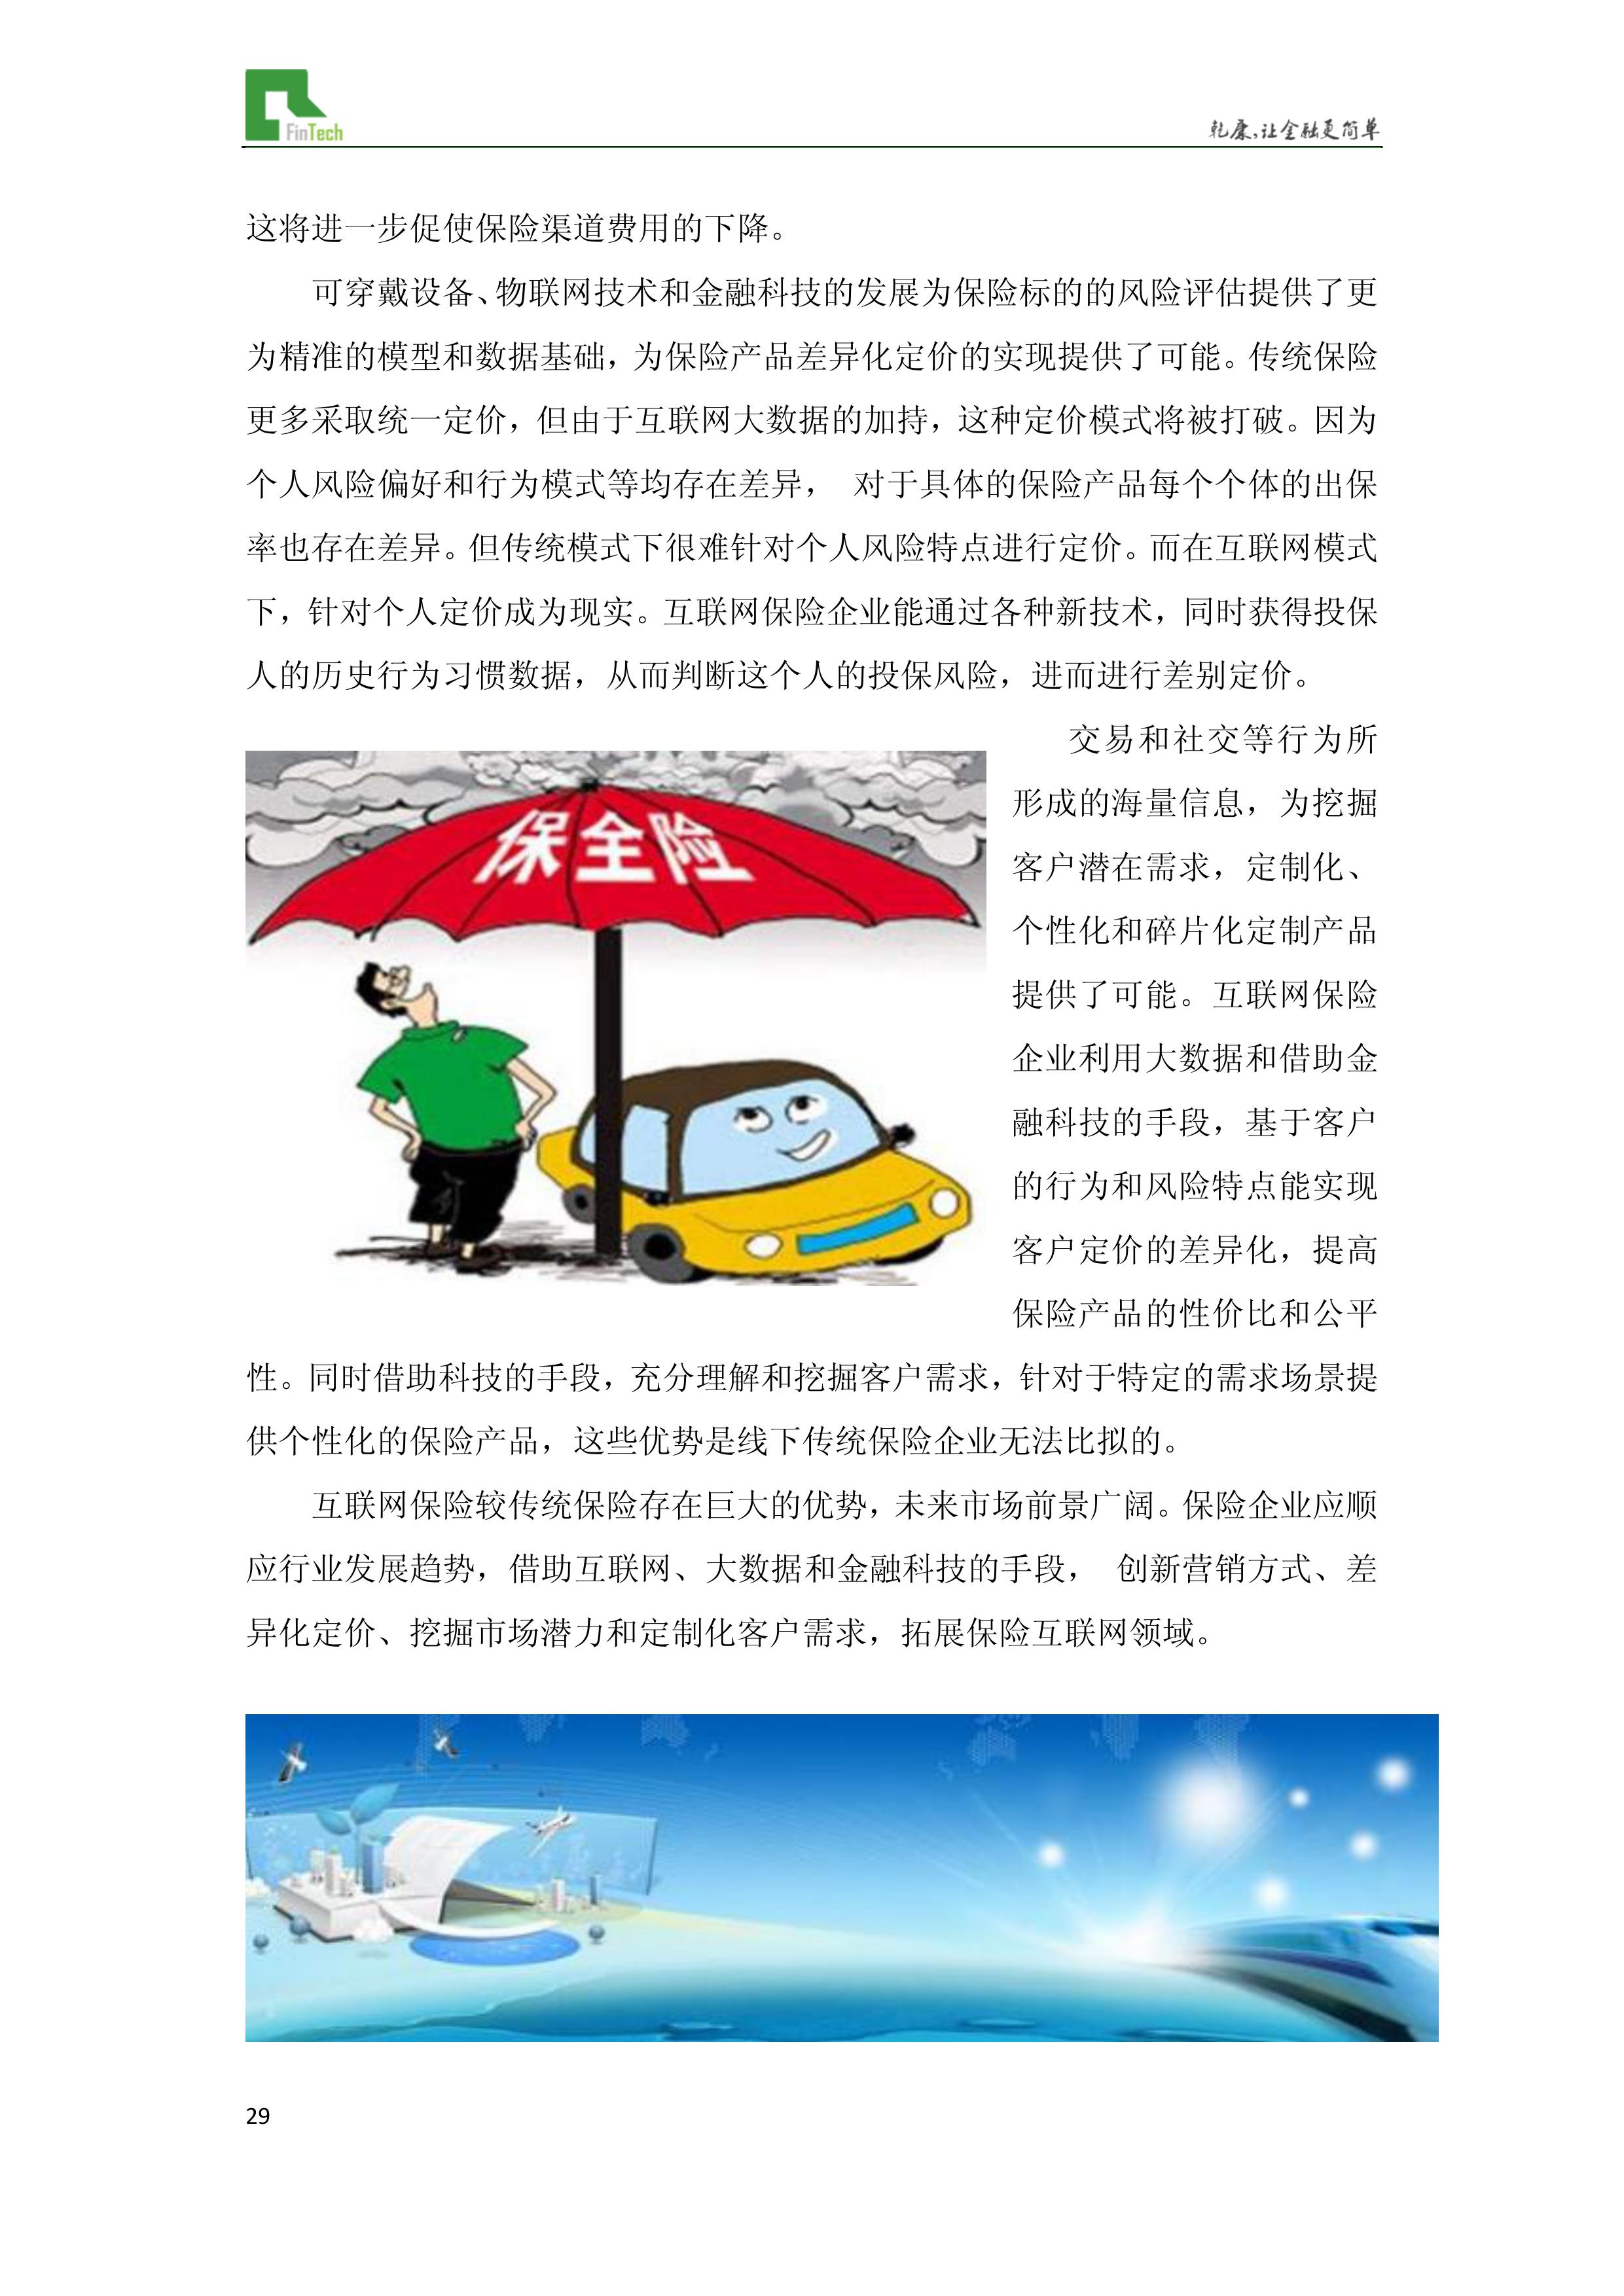 FinTech
乾康,让金融更简单
这将进一步促使保险渠道费用的下降。
可穿戴设备、物联网技术和金融科技的发展为保险标的的风险评估提供了更
为精准的模型和数据基础，为保险产品差异化定价的实现提供了可能。传统保险
更多采取统一定价，但由于互联网大数据的加持，这种定价模式将被打破。因为
个人风险偏好和行为模式等均存在差异， 对于具体的保险产品每个个体的出保
率也存在差异。但传统模式下很难针对个人风险特点进行定价。而在互联网模式
下，针对个人定价成为现实。互联网保险企业能通过各种新技术，同时获得投保
人的历史行为习惯数据，从而判断这个人的投保风险，进而进行差别定价。
保全险
交易和社交等行为所
形成的海量信息，为挖掘
客户潜在需求，定制化、
个性化和碎片化定制产品
提供了可能。互联网保险
企业利用大数据和借助金
融科技的手段，基于客户
的行为和风险特点能实现
客户定价的差异化，提高
保险产品的性价比和公平
性。同时借助科技的手段，充分理解和挖掘客户需求，针对于特定的需求场景提
供个性化的保险产品，这些优势是线下传统保险企业无法比拟的。
互联网保险较传统保险存在巨大的优势，未来市场前景广阔。保险企业应顺
应行业发展趋势，借助互联网、大数据和金融科技的手段， 创新营销方式、差
异化定价、挖掘市场潜力和定制化客户需求，拓展保险互联网领域。
29